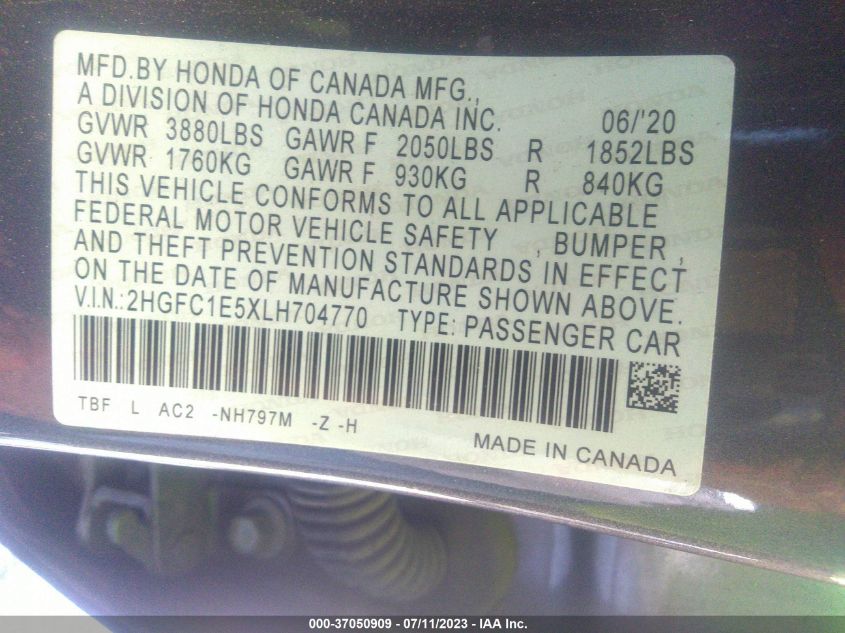 MFD.BY HONDA OF CANADA MFG.,
A DIVISION OF HONDA CANADA INC. 06/'20
GVWR 3880LBS GAWR F 2050LBS R 1852LBS
GVWR 1760KG GAWR F 930KG R 840KG
THIS VEHICLE CONFORMS TO ALL APPLICABLE
FEDERAL MOTOR VEHICLE SAFETY , BUMPER ,
AND THEFT PREVENTION STANDARDS IN EFFECT
ON THE DATE OF MANUFACTURE SHOWN ABOVE.
V.I.N.:2HGFC1E5XLH704770 TYPE: PASSENGER CAR
TBF L AC2 -NH797M -Z -H
MADE IN CANADA
000-37050909 - 07/11/2023 - IAA Inc.